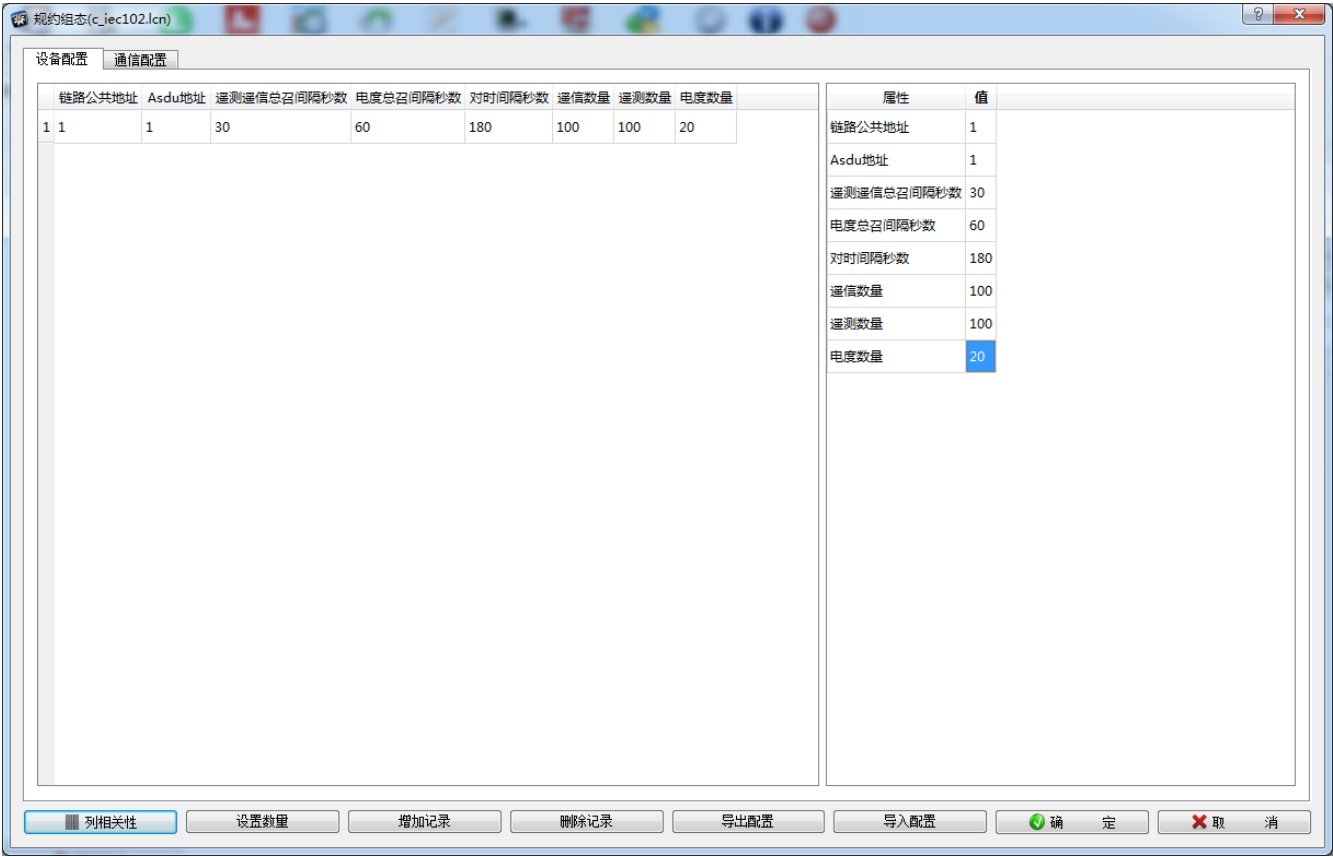 规约组态(c_iec102.lcn)
设备配置 通信配置
链路公共地址 Asdu地址 遥测遥信总召间隔秒数 电度总召间隔秒数 对时间隔秒数 遥信数量 遥测数量 电度数量
1 1 1 30 60 180 100 100 20
属性 值
链路公共地址 1
Asdu地址 1
遥测遥信总召间隔秒数 30
电度总召间隔秒数 60
对时间隔秒数 180
遥信数量 100
遥测数量 100
电度数量 20
列相关性 设置数量 增加记录 删除记录 导出配置 导入配置 确 定 取 消